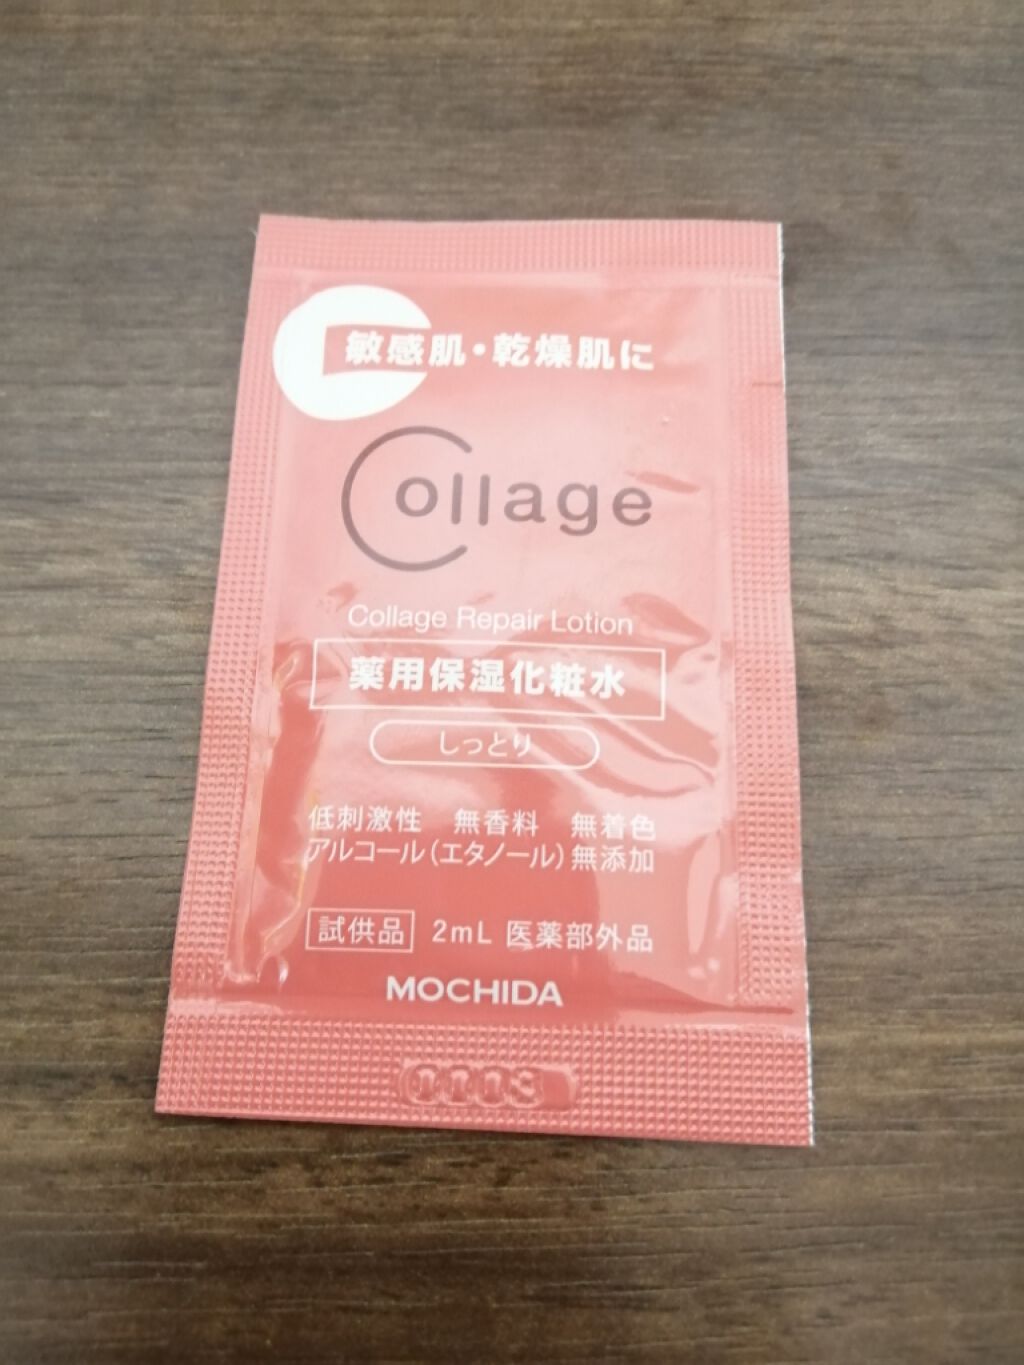 敏感肌・乾燥肌に
Collage
Collage Repair Lotion
薬用保湿化粧水
しっとり
低刺激性 無香料 無着色
アルコール(エタノール)無添加
試供品 2mL 医薬部外品
MOCHIDA